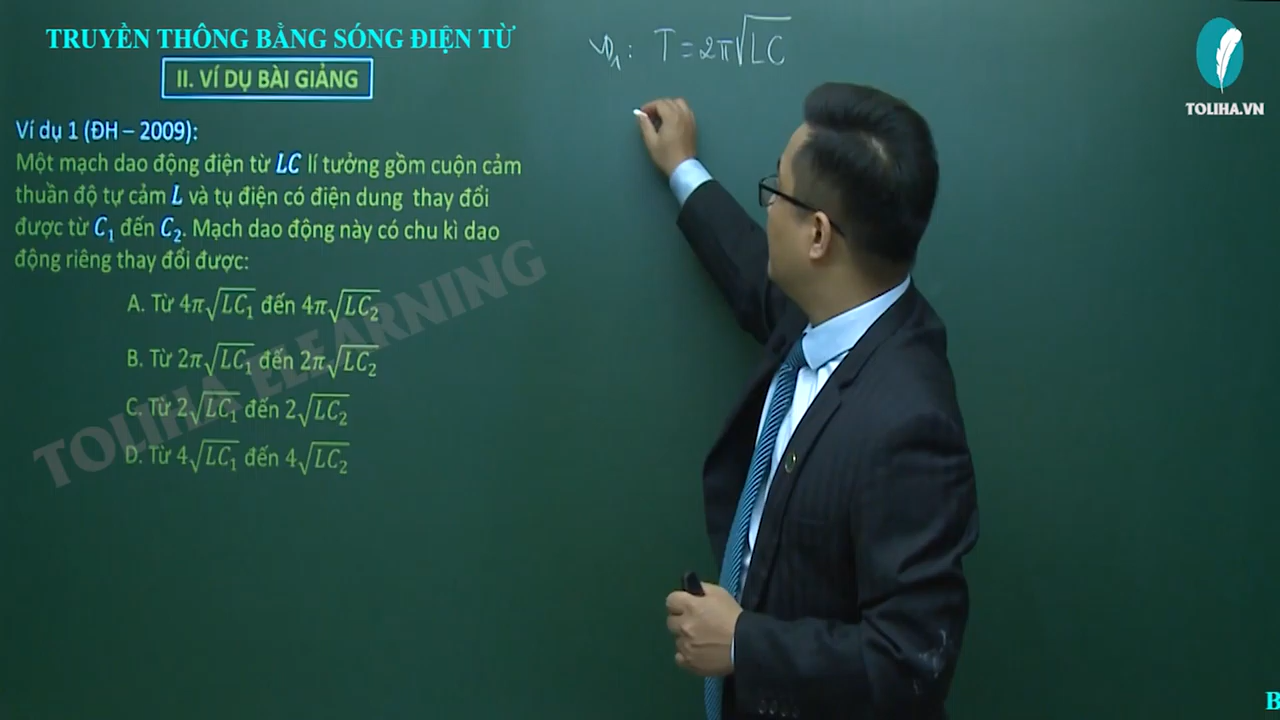 TRUYỀN THÔNG BẰNG SÓNG ĐIỆN TỪ
II. VÍ DỤ BÀI GIẢNG
Ví dụ 1 (ĐH – 2009):
Một mạch dao động điện từ LC lí tưởng gồm cuộn cảm
thuần độ tự cảm L và tụ điện có điện dung thay đổi
được từ C₁ đến C₂. Mạch dao động này có chu kì dao
động riêng thay đổi được:
A. Từ 4π√LC₁ đến 4π√LC₂
B. Từ 2π√LC₁ đến 2π√LC₂
C. Từ 2√LC₁ đến 2√LC₂
D. Từ 4√LC₁ đến 4√LC₂
TOLIHA ELEARNING
VD₁: T = 2π√LC
TOLIHA.VN
B